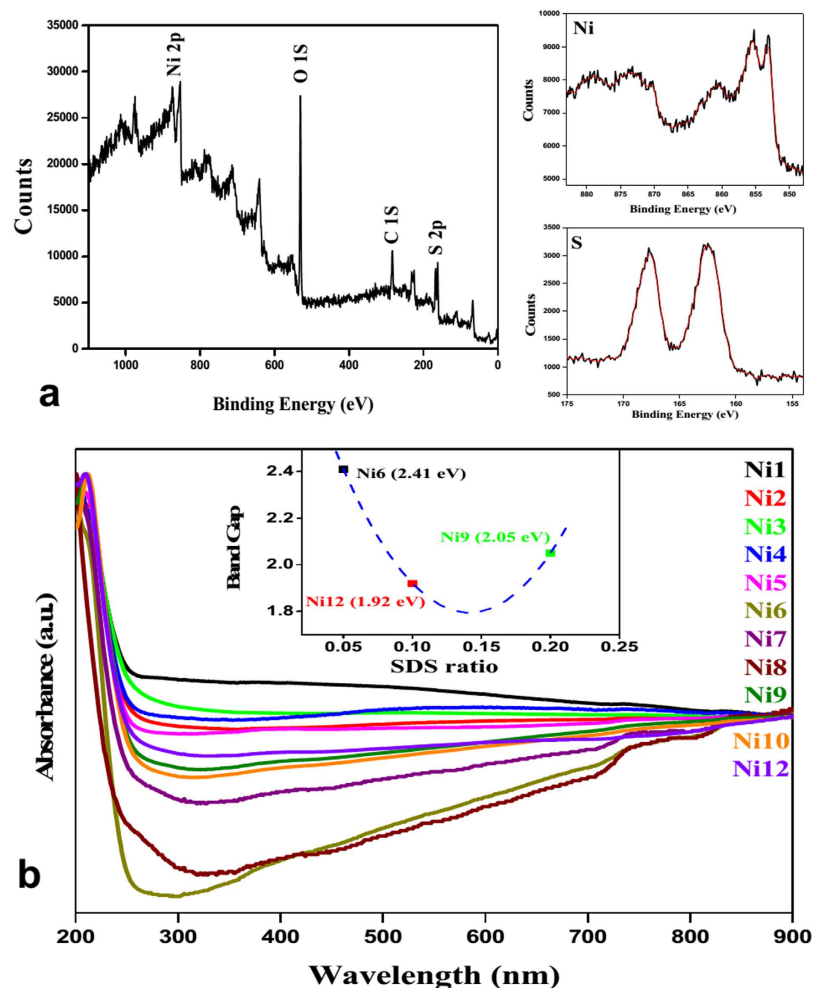 a
35000
30000
25000
20000
15000
10000
5000
0
Counts
Ni 2p
O 1S
C 1S
S 2p
1000
800
600
400
200
0
Binding Energy (eV)
Ni
10000
9000
8000
7000
6000
5000
Counts
880
875
870
865
860
855
850
Binding Energy (eV)
S
3500
3000
2500
2000
1500
1000
500
Counts
175
170
165
160
155
Binding Energy (eV)
b
Absorbance (a.u.)
2.4
2.2
2.0
1.8
Band Gap
Ni6 (2.41 eV)
Ni9 (2.05 eV)
Ni12 (1.92 eV)
0.05
0.10
0.15
0.20
0.25
SDS ratio
Ni1
Ni2
Ni3
Ni4
Ni5
Ni6
Ni7
Ni8
Ni9
Ni10
Ni12
200
300
400
500
600
700
800
900
Wavelength (nm)